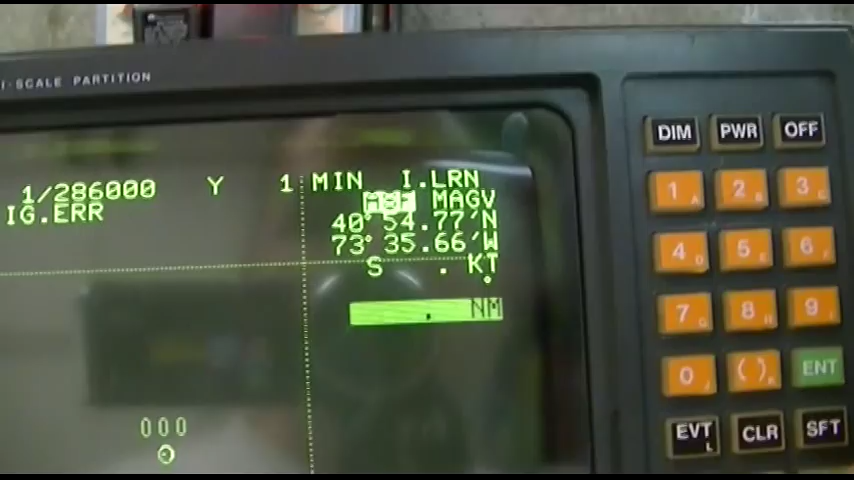 I-SCALE PARTITION
1/286000 Y 1 MIN I.LRN
IG.ERR MAGV
40° 54.77'N
73° 35.66'W
S . KT
°
NM
000
DIM PWR OFF
1 A 2 B 3 C
4 D 5 E 6 F
7 G 8 H 9 I
0 J ( ) K ENT
EVT L CLR SFT